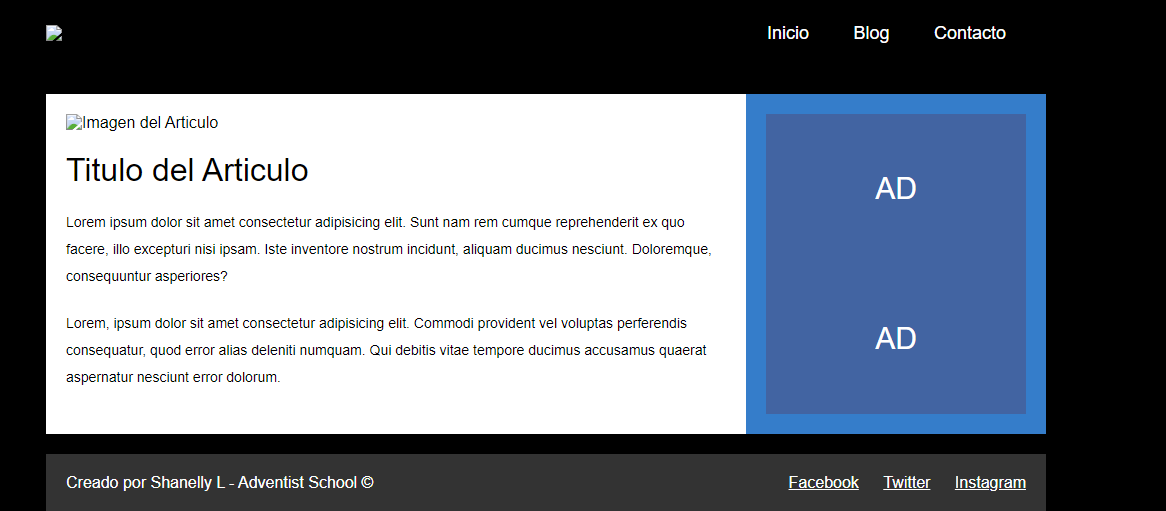 Inicio Blog Contacto
Imagen del Articulo
Titulo del Articulo
Lorem ipsum dolor sit amet consectetur adipisicing elit. Sunt nam rem cumque reprehenderit ex quo
facere, illo excepturi nisi ipsam. Iste inventore nostrum incidunt, aliquam ducimus nesciunt. Doloremque,
consequuntur asperiores?
Lorem, ipsum dolor sit amet consectetur adipisicing elit. Commodi provident vel voluptas perferendis
consequatur, quod error alias deleniti numquam. Qui debitis vitae tempore ducimus accusamus quaerat
aspernatur nesciunt error dolorum.
AD
AD
Creado por Shanelly L - Adventist School ©
Facebook Twitter Instagram